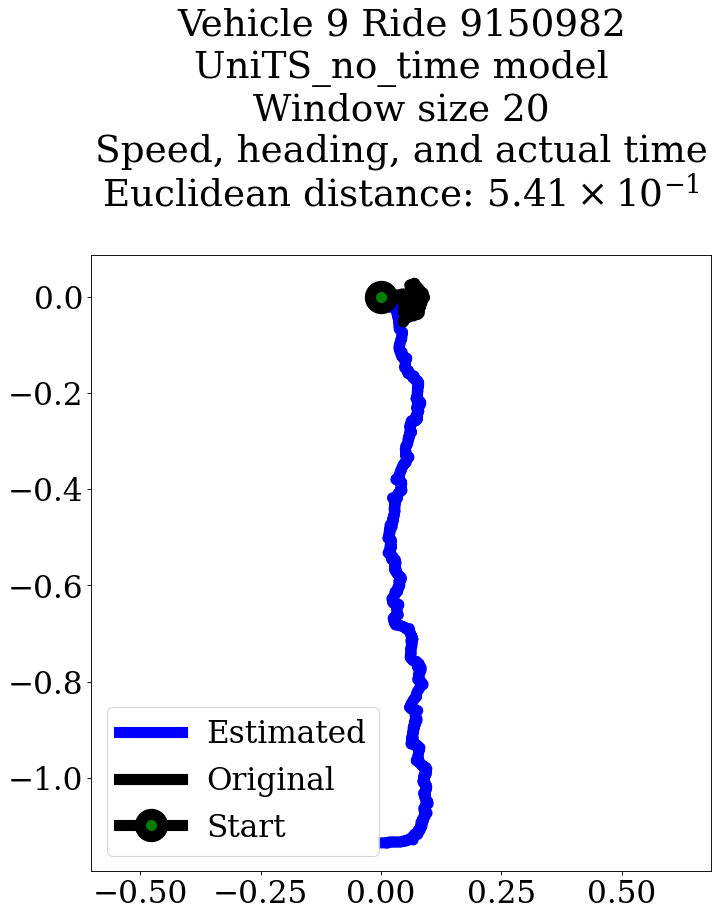 Vehicle 9 Ride 9150982
UniTS_no_time model
Window size 20
Speed, heading, and actual time
Euclidean distance: 5.41 × 10⁻¹
0.0
−0.2
−0.4
−0.6
−0.8
−1.0
Estimated
Original
Start
−0.50 −0.25 0.00 0.25 0.50